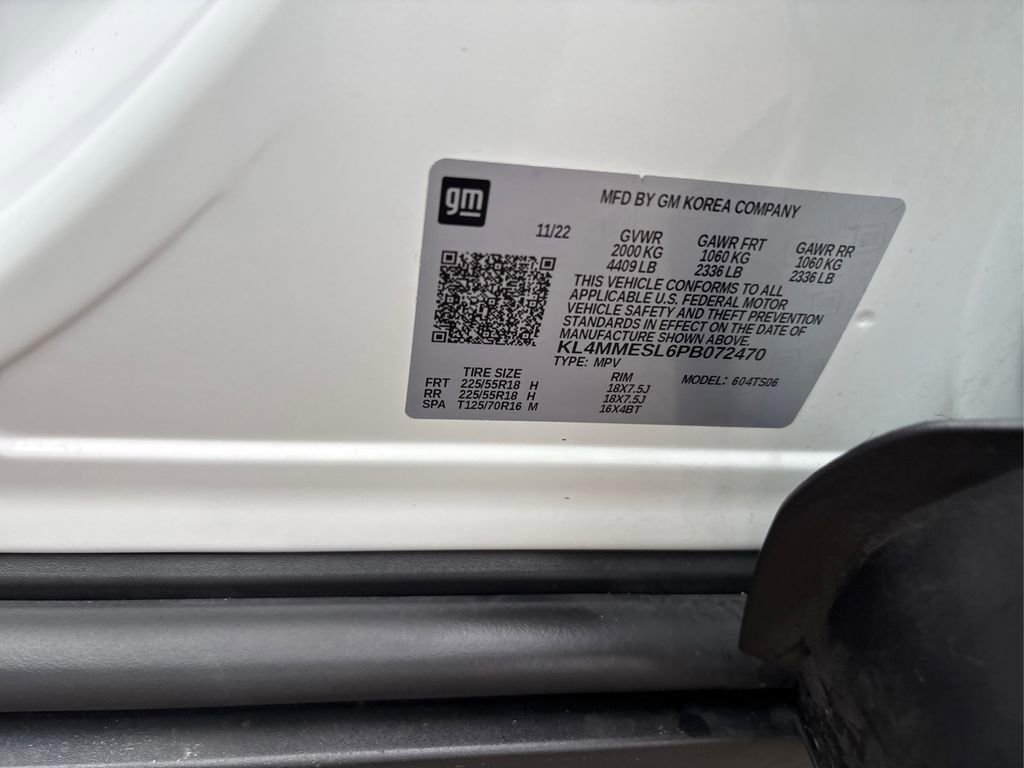 gm
MFD BY GM KOREA COMPANY
11/22 GVWR GAWR FRT GAWR RR
2000 KG 1060 KG 1060 KG
4409 LB 2336 LB 2336 LB
THIS VEHICLE CONFORMS TO ALL
APPLICABLE U.S. FEDERAL MOTOR
VEHICLE SAFETY AND THEFT PREVENTION
STANDARDS IN EFFECT ON THE DATE OF
MANUFACTURE SHOWN ABOVE.
KL4MMESL6PB072470
TYPE: MPV
TIRE SIZE RIM MODEL: 604TS06
FRT 225/55R18 H 18X7.5J
RR 225/55R18 H 18X7.5J
SPA T125/70R16 M 16X4BT